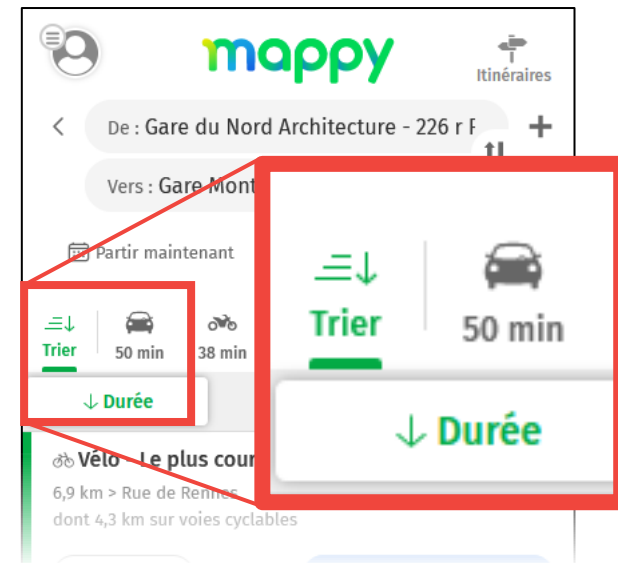 mappy
Itinéraires
De : Gare du Nord Architecture - 226 r
Vers : Gare Mont
Partir maintenant
Trier
50 min
38 min
↓ Durée
Vélo - Le plus cour
6,9 km > Rue de Rennes
dont 4,3 km sur voies cyclables
Trier
50 min
↓ Durée